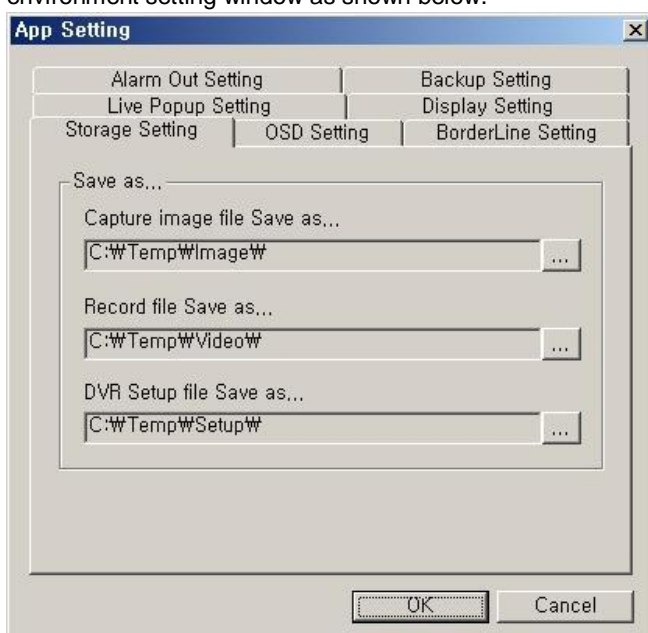 environment setting window as shown below.
App Setting
Alarm Out Setting
Backup Setting
Live Popup Setting
Display Setting
Storage Setting
OSD Setting
BorderLine Setting
Save as...
Capture image file Save as...
C:₩Temp₩Image₩
...
Record file Save as...
C:₩Temp₩Video₩
...
DVR Setup file Save as...
C:₩Temp₩Setup₩
...
OK
Cancel